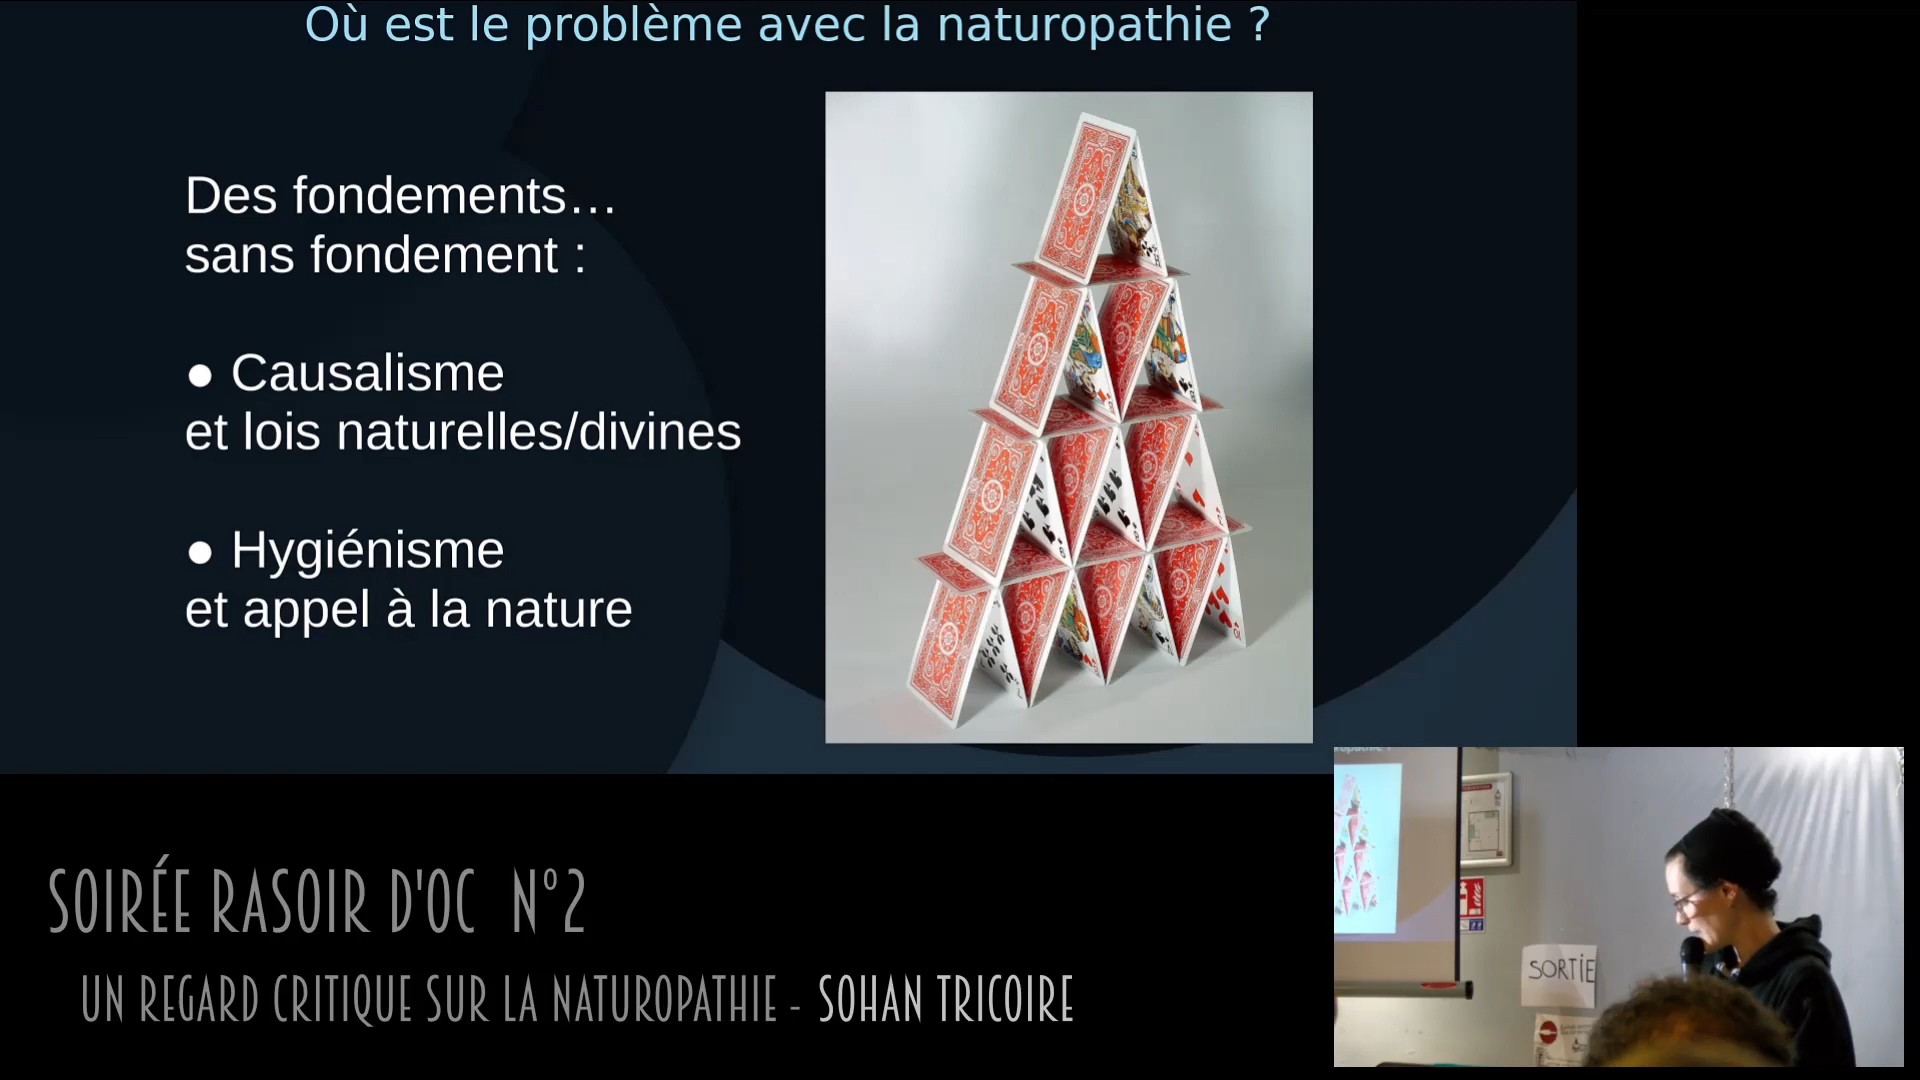 Où est le problème avec la naturopathie ?
Des fondements…
sans fondement :
● Causalisme
et lois naturelles/divines
● Hygiénisme
et appel à la nature
SOIRÉE RASOIR D'OC N°2
UN REGARD CRITIQUE SUR LA NATUROPATHIE - SOHAN TRICOIRE
SORTIE